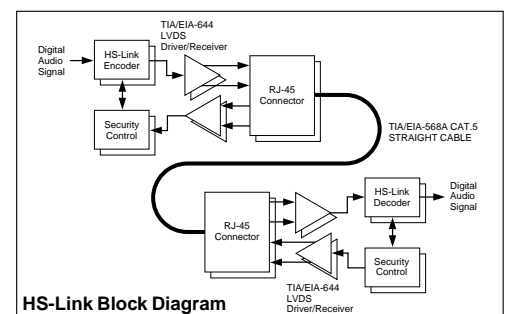 TIA/EIA-644
LVDS
Driver/Receiver
Digital
Audio
Signal
HS-Link
Encoder
RJ-45
Connector
Security
Control
TIA/EIA-568A CAT.5
STRAIGHT CABLE
RJ-45
Connector
HS-Link
Decoder
Digital
Audio
Signal
Security
Control
TIA/EIA-644
LVDS
Driver/Receiver
HS-Link Block Diagram